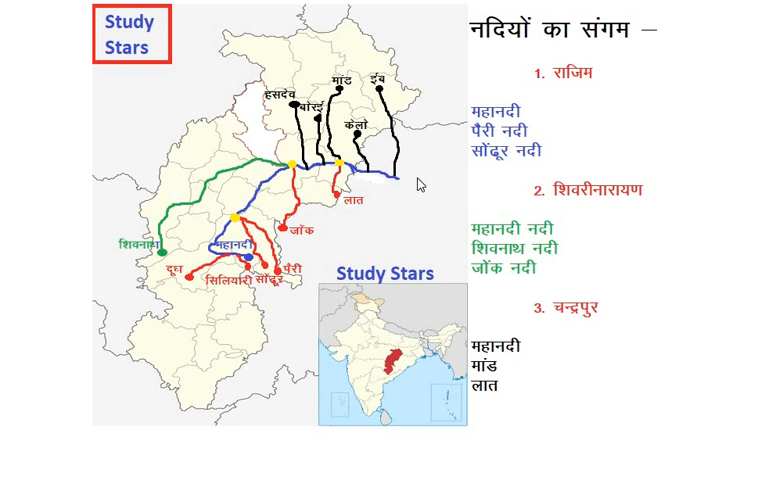 Study
Stars
नदियों का संगम –
1. राजिम
महानदी
पैरी नदी
सोंढूर नदी
2. शिवरीनारायण
महानदी नदी
शिवनाथ नदी
जोंक नदी
3. चन्द्रपुर
महानदी
मांड
लात
हसदेव
बोरई
मांड
ईब
केलो
लात
जोंक
शिवनाथ
महानदी
दूध
सिलियारी
सोंढूर
पैरी
Study Stars